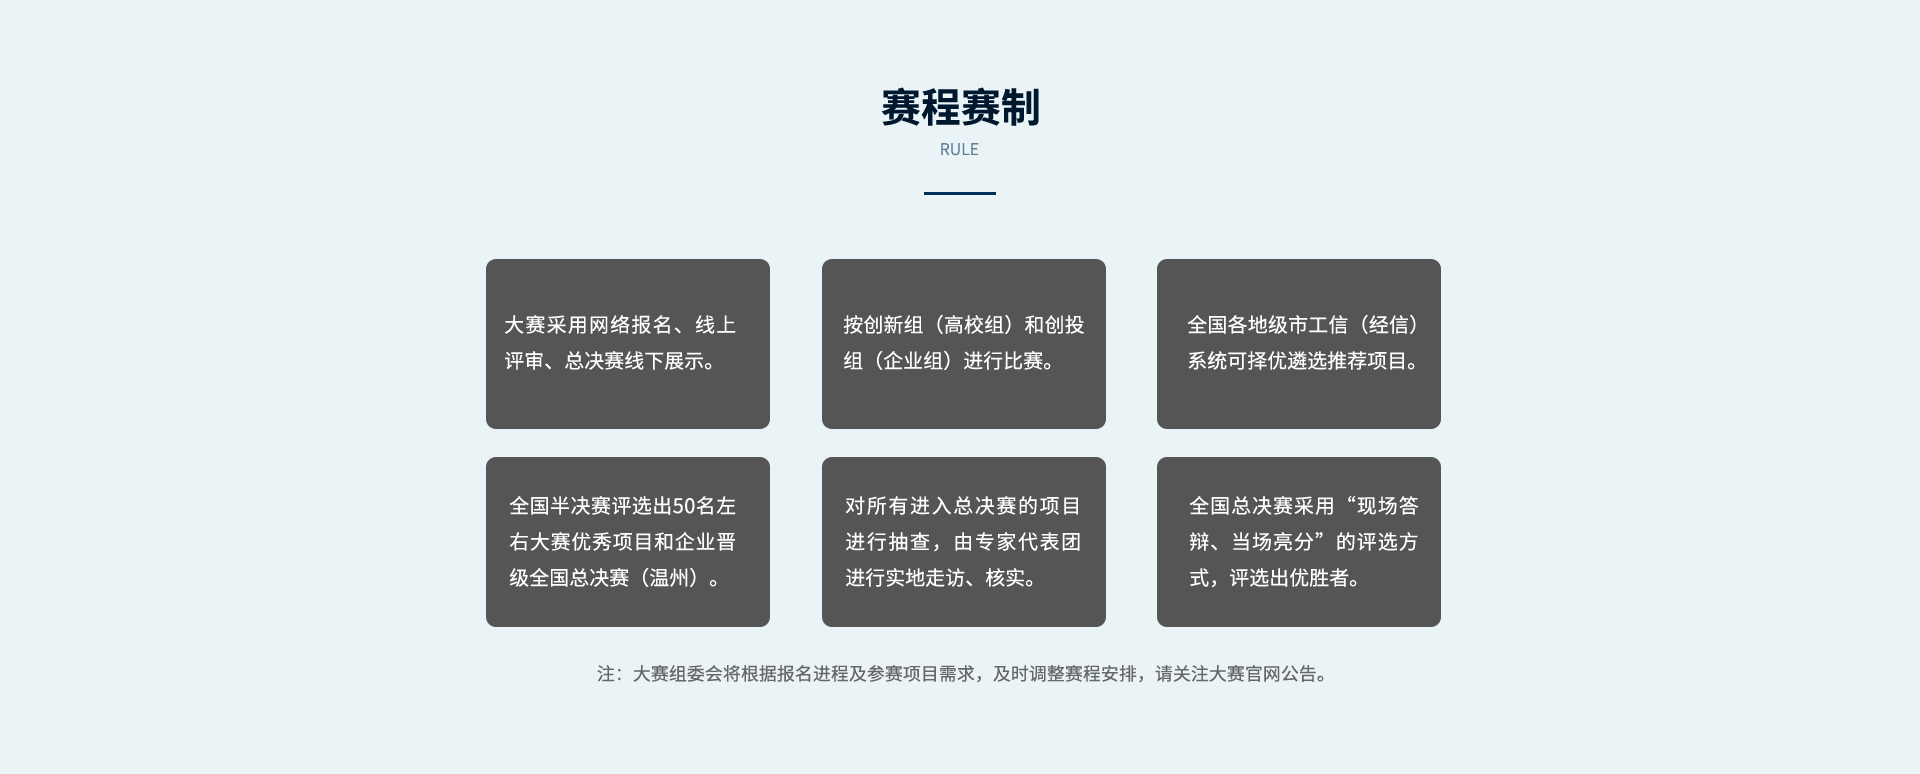 赛程赛制
RULE
大赛采用网络报名、线上
评审、总决赛线下展示。
按创新组（高校组）和创投
组（企业组）进行比赛。
全国各地级市工信（经信）
系统可择优遴选推荐项目。
全国半决赛评选出50名左
右大赛优秀项目和企业晋
级全国总决赛（温州）。
对所有进入总决赛的项目
进行抽查，由专家代表团
进行实地走访、核实。
全国总决赛采用“现场答
辩、当场亮分”的评选方
式，评选出优胜者。
注：大赛组委会将根据报名进程及参赛项目需求，及时调整赛程安排，请关注大赛官网公告。